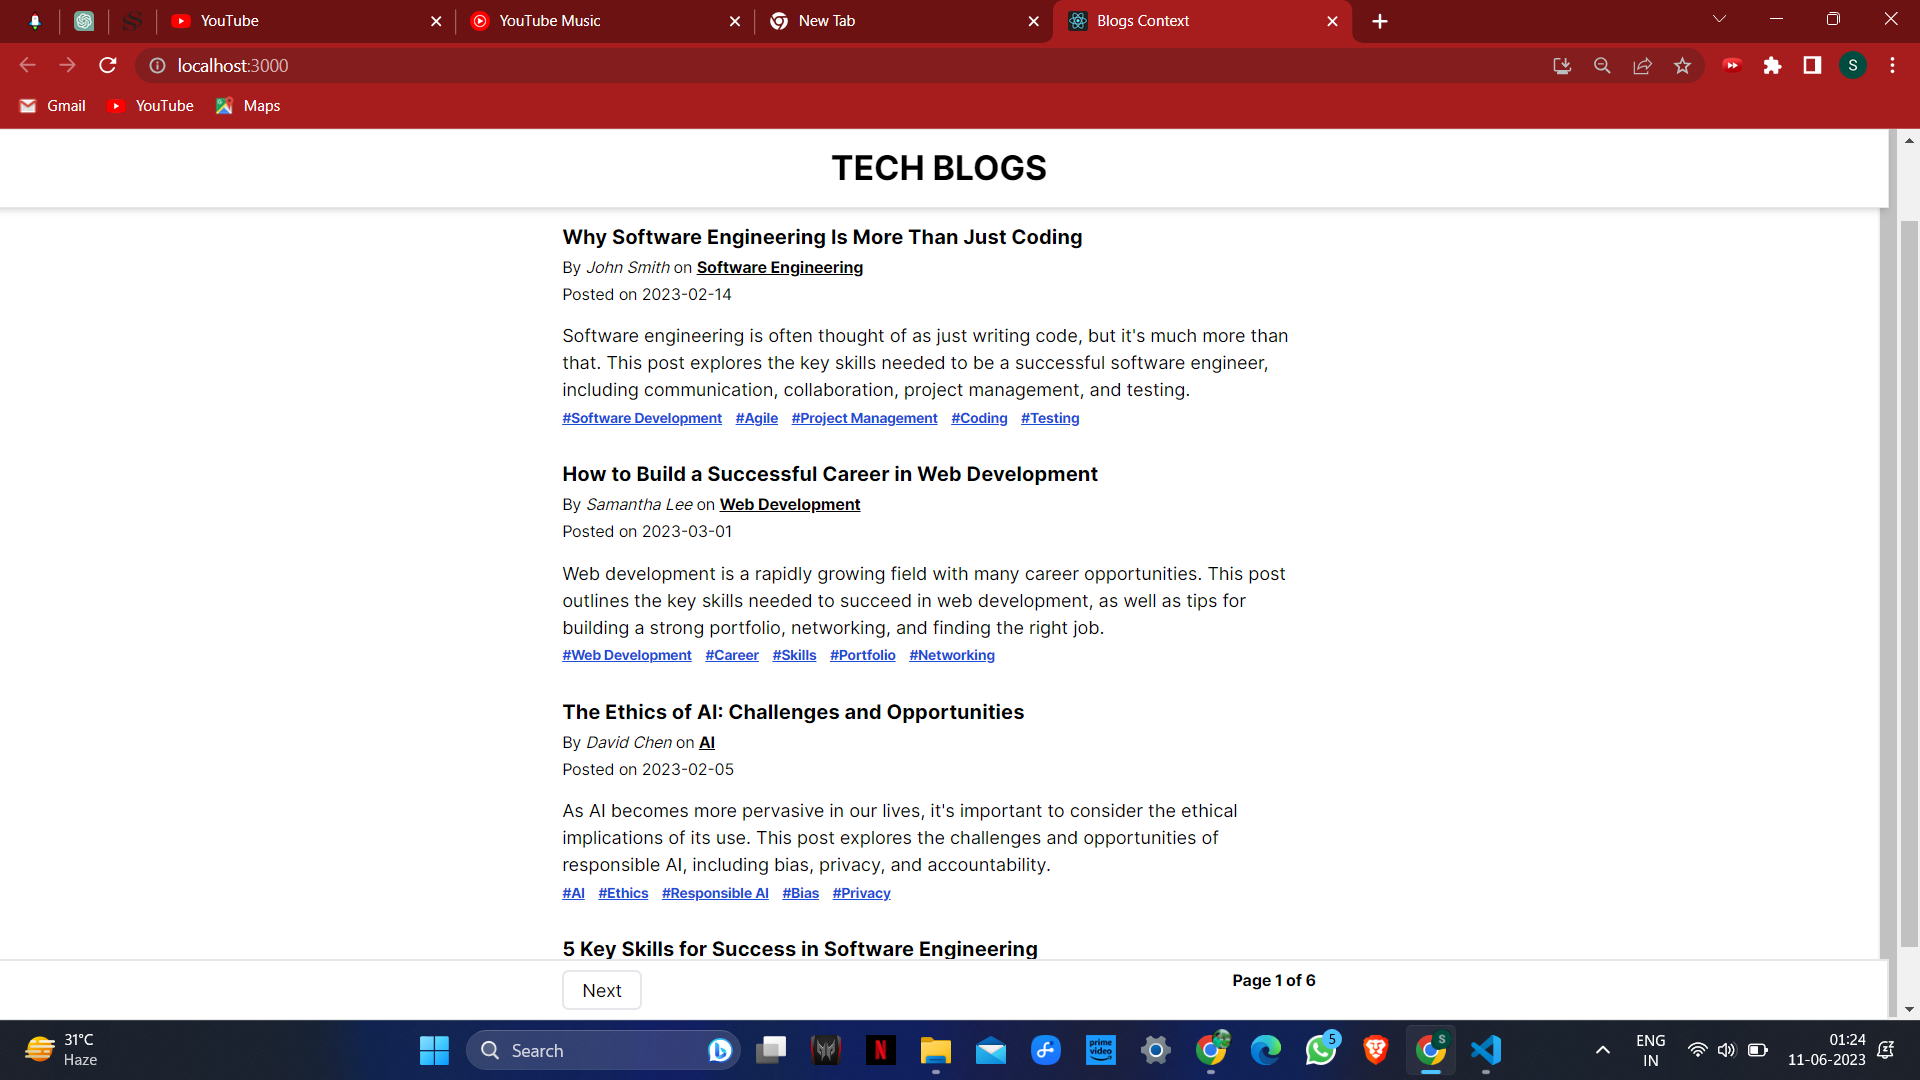 YouTube
YouTube Music
New Tab
Blogs Context
localhost:3000
S
Gmail
YouTube
Maps
TECH BLOGS
Why Software Engineering Is More Than Just Coding
By John Smith on Software Engineering
Posted on 2023-02-14
Software engineering is often thought of as just writing code, but it's much more than
that. This post explores the key skills needed to be a successful software engineer,
including communication, collaboration, project management, and testing.
#Software Development #Agile #Project Management #Coding #Testing
How to Build a Successful Career in Web Development
By Samantha Lee on Web Development
Posted on 2023-03-01
Web development is a rapidly growing field with many career opportunities. This post
outlines the key skills needed to succeed in web development, as well as tips for
building a strong portfolio, networking, and finding the right job.
#Web Development #Career #Skills #Portfolio #Networking
The Ethics of AI: Challenges and Opportunities
By David Chen on AI
Posted on 2023-02-05
As AI becomes more pervasive in our lives, it's important to consider the ethical
implications of its use. This post explores the challenges and opportunities of
responsible AI, including bias, privacy, and accountability.
#AI #Ethics #Responsible AI #Bias #Privacy
5 Key Skills for Success in Software Engineering
Next
Page 1 of 6
31°C
Haze
Search
N
prime video
5
S
ENG
IN
01:24
11-06-2023